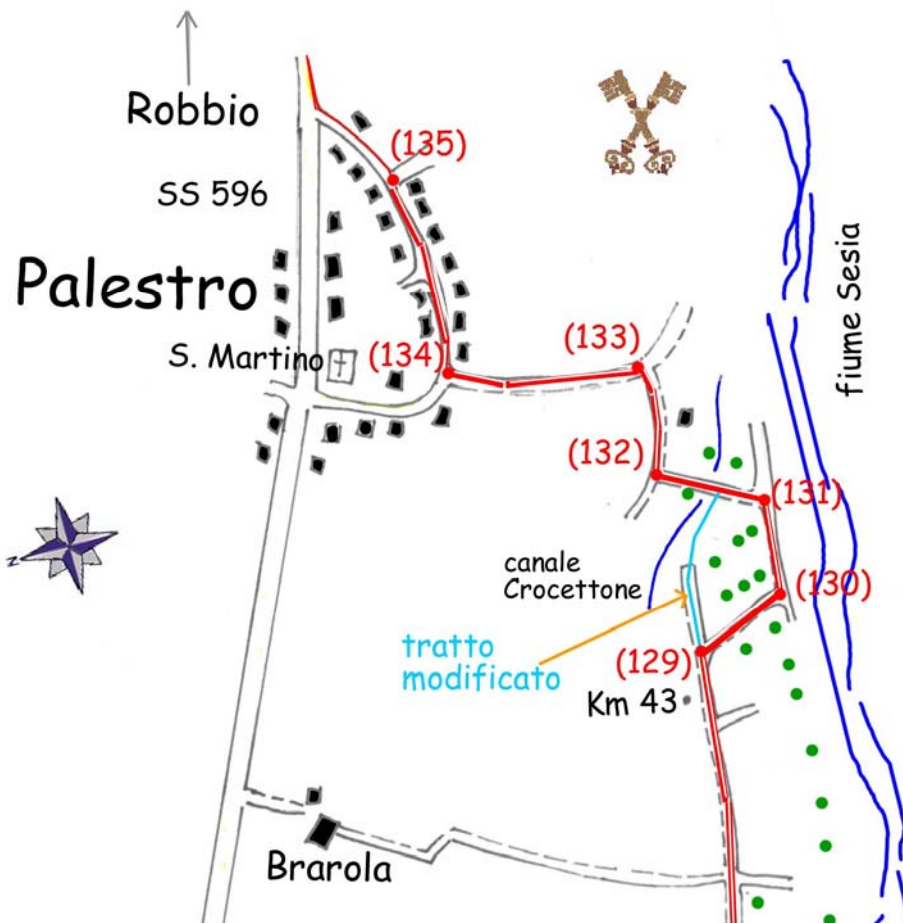 Robbio
(135)
SS 596
Palestro
fiume Sesia
S. Martino
(134)
(133)
(132)
(131)
N
canale
Crocettone
(130)
tratto
modificato
(129)
Km 43
Brarola